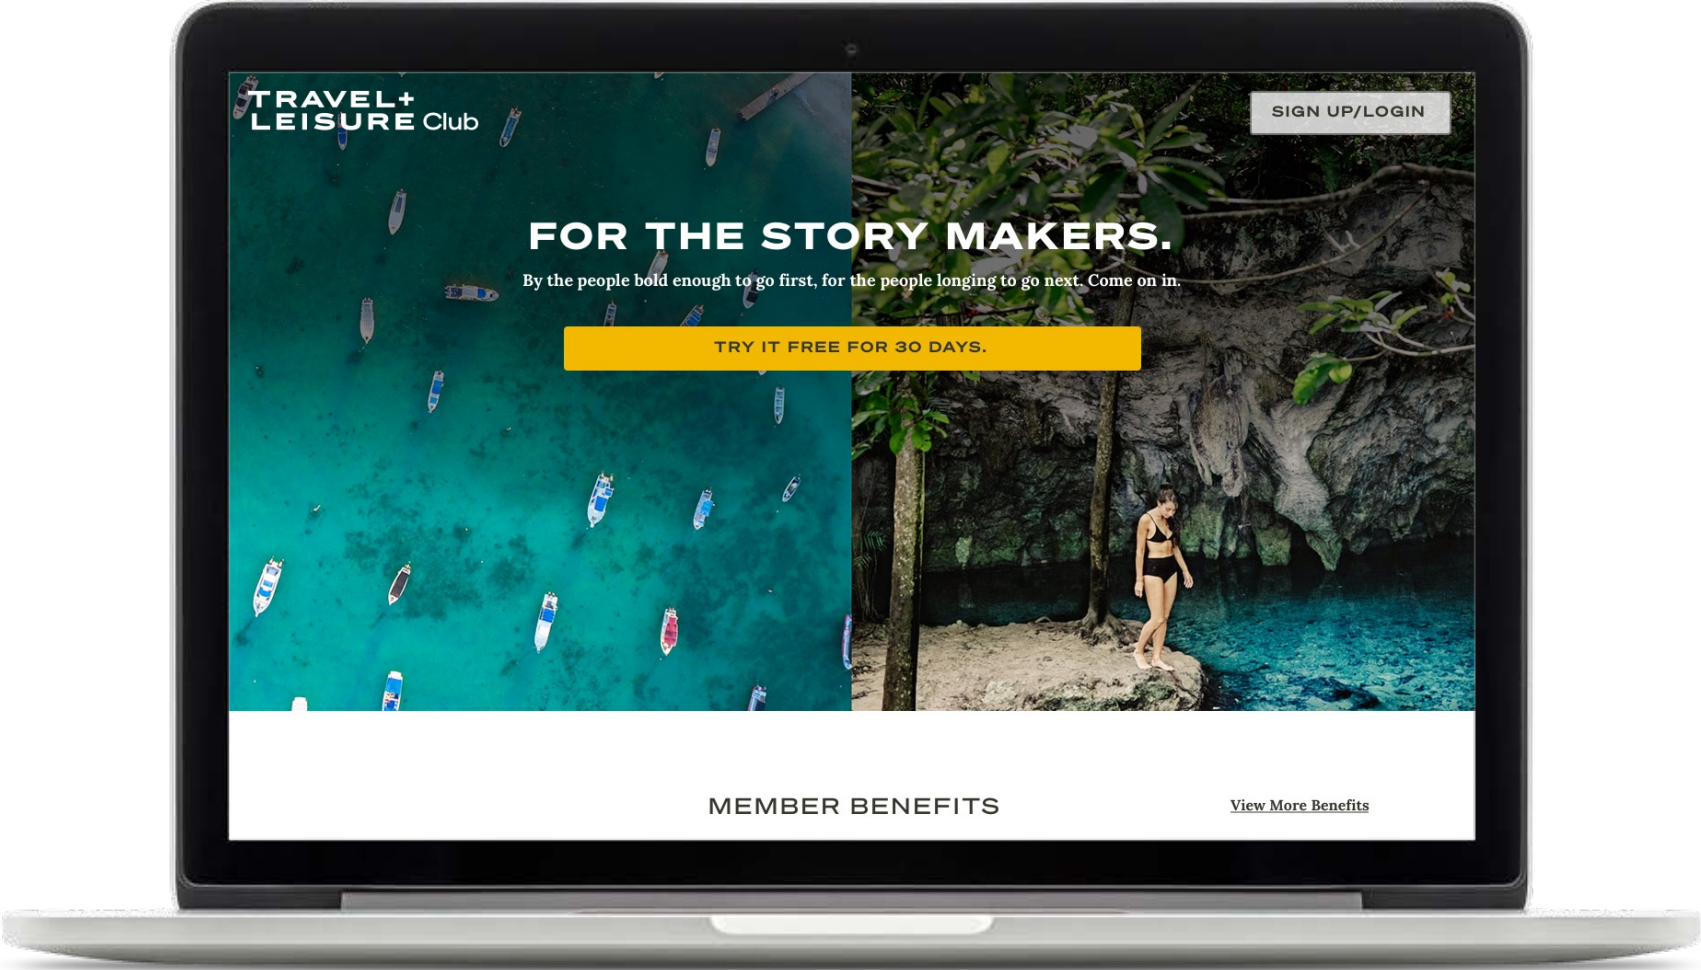 TRAVEL+
LEISURE Club
SIGN UP/LOGIN
FOR THE STORY MAKERS.
By the people bold enough to go first, for the people longing to go next. Come on in.
TRY IT FREE FOR 30 DAYS.
MEMBER BENEFITS
View More Benefits